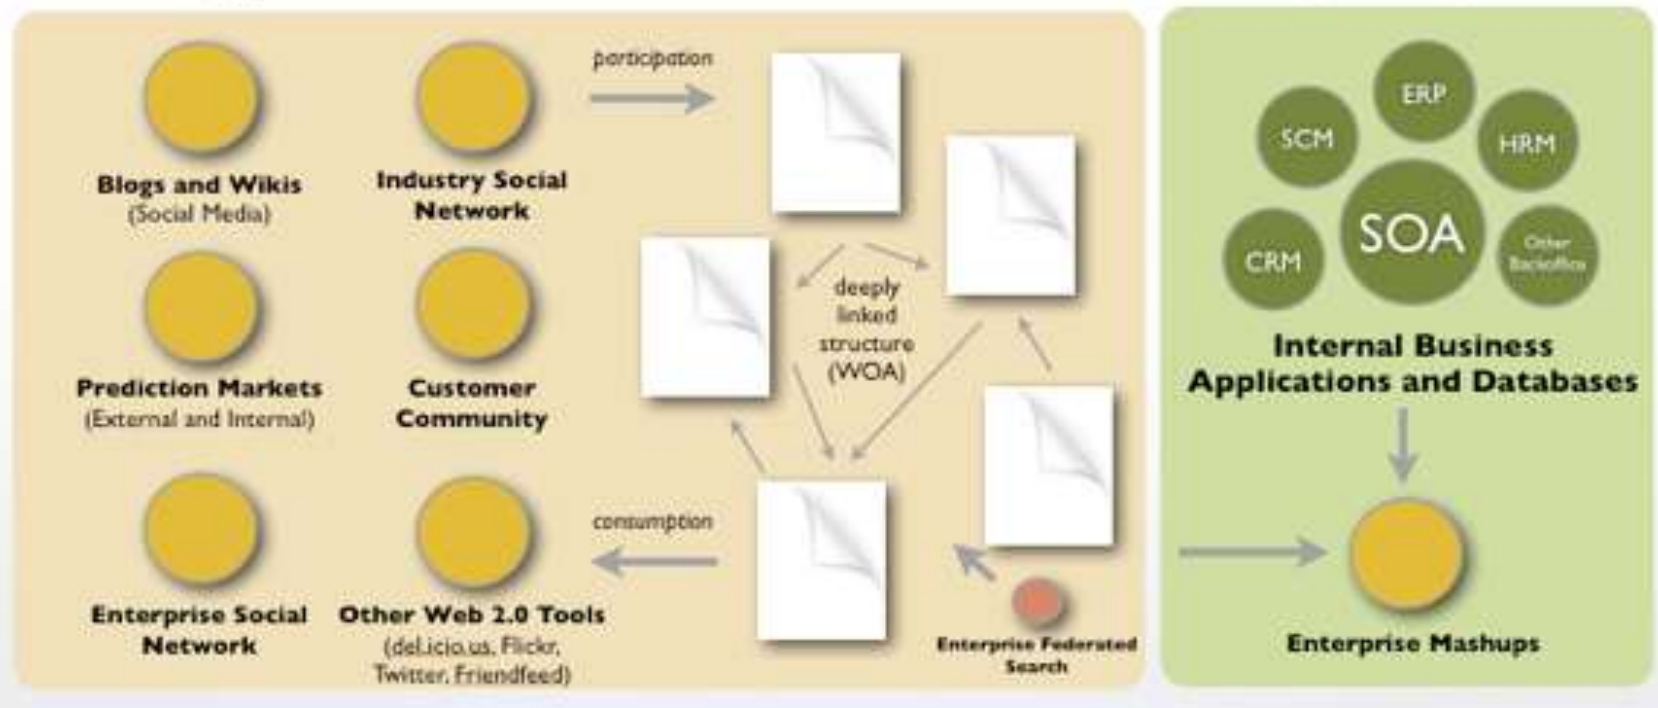 participation
Blogs and Wikis
(Social Media)
Industry Social
Network
Prediction Markets
(External and Internal)
Customer
Community
Enterprise Social
Network
Other Web 2.0 Tools
(del.icio.us, Flickr,
Twitter, Friendfeed)
deeply
linked
structure
(WOA)
consumption
Enterprise Federated
Search
ERP
SCM
HRM
SOA
CRM
Other
Backoffice
Internal Business
Applications and Databases
Enterprise Mashups